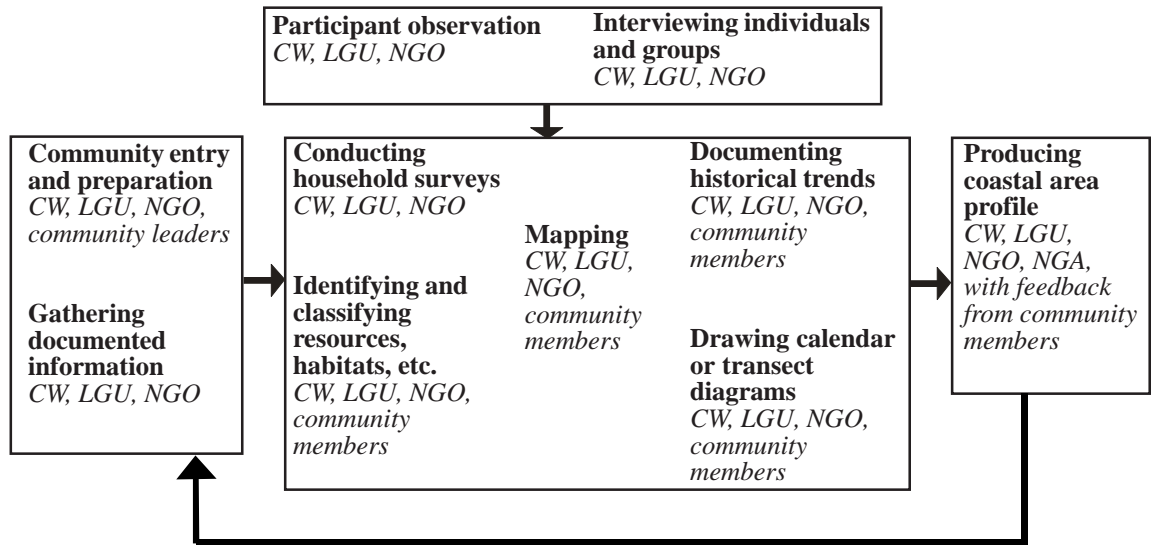 Participant observation
CW, LGU, NGO
Interviewing individuals
and groups
CW, LGU, NGO
Community entry
and preparation
CW, LGU, NGO,
community leaders
Gathering
documented
information
CW, LGU, NGO
Conducting
household surveys
CW, LGU, NGO
Identifying and
classifying
resources,
habitats, etc.
CW, LGU, NGO,
community
members
Mapping
CW, LGU,
NGO,
community
members
Documenting
historical trends
CW, LGU, NGO,
community
members
Drawing calendar
or transect
diagrams
CW, LGU, NGO,
community
members
Producing
coastal area
profile
CW, LGU,
NGO, NGA,
with feedback
from community
members